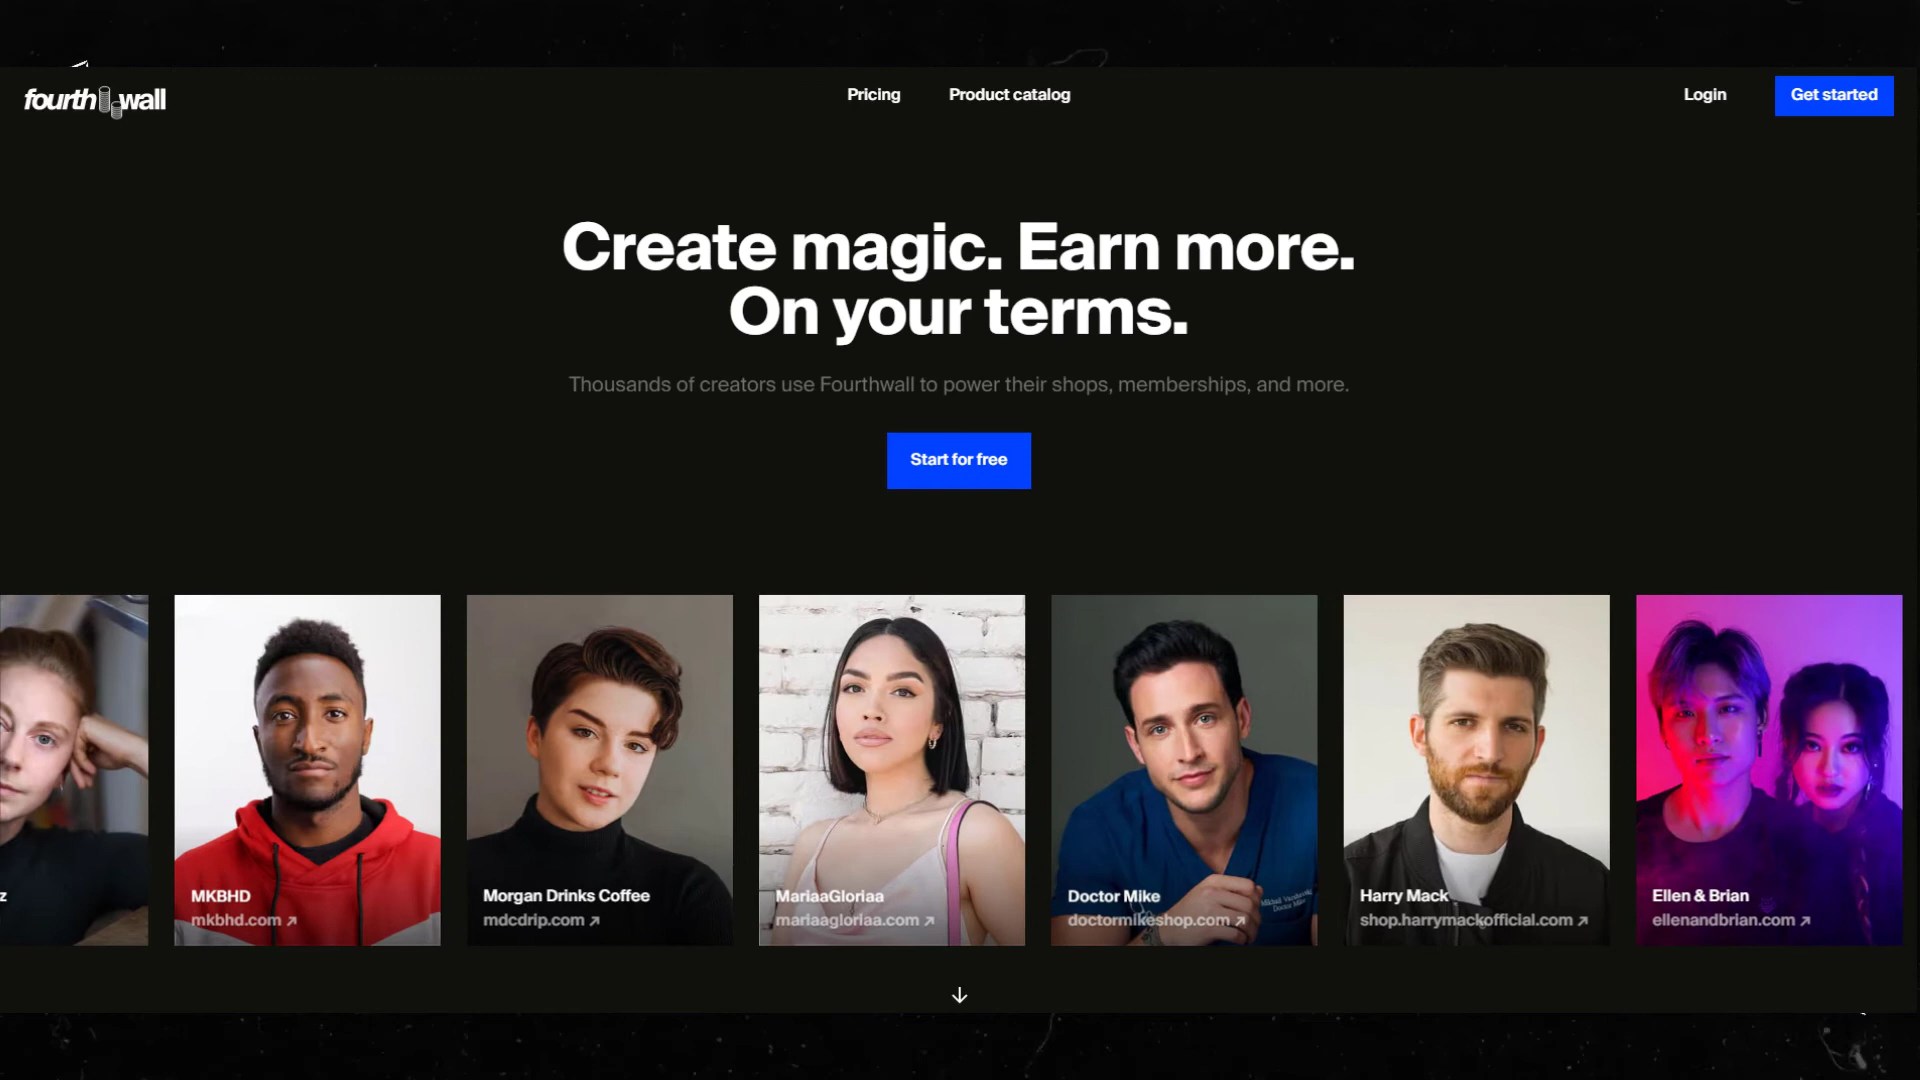 fourthwall
Pricing
Product catalog
Login
Get started
Create magic. Earn more.
On your terms.
Thousands of creators use Fourthwall to power their shops, memberships, and more.
Start for free
z
MKBHD
mkbhd.com ↗
Morgan Drinks Coffee
mdcdrip.com ↗
MariaaGloriaa
mariaagloriaa.com ↗
Doctor Mike
doctormikeshop.com ↗
Harry Mack
shop.harrymackofficial.com ↗
Ellen & Brian
ellenandbrian.com ↗
Doctor Mike